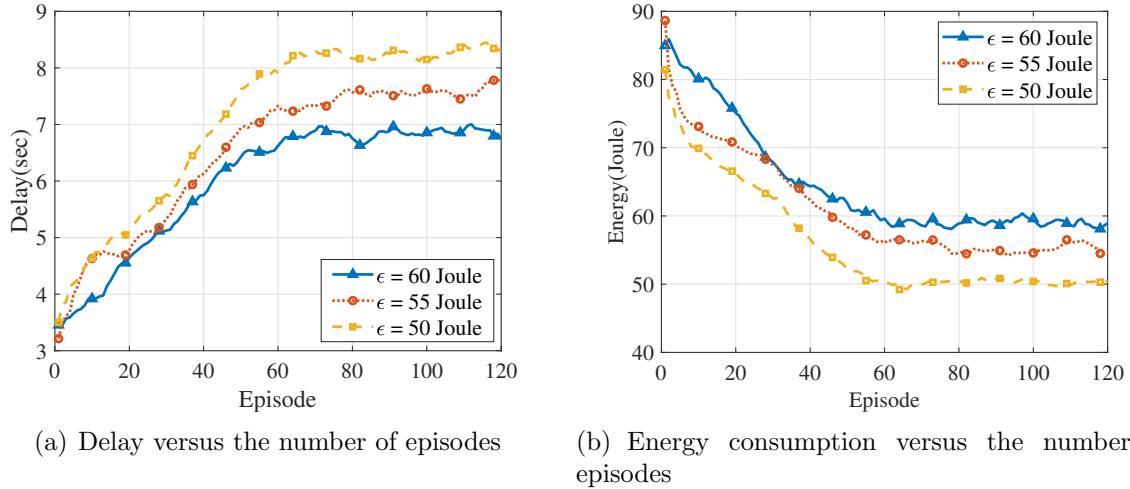 9
8
7
6
5
4
3
Delay(sec)
0 20 40 60 80 100 120
Episode
ϵ = 60 Joule
ϵ = 55 Joule
ϵ = 50 Joule
(a) Delay versus the number of episodes
90
80
70
60
50
40
Energy(Joule)
0 20 40 60 80 100 120
Episode
ϵ = 60 Joule
ϵ = 55 Joule
ϵ = 50 Joule
(b) Energy consumption versus the number
episodes